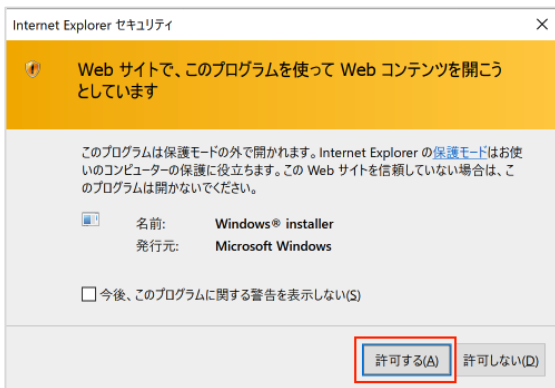 Internet Explorer セキュリティ
Web サイトで、このプログラムを使って Web コンテンツを開こう
としています
このプログラムは保護モードの外で開かれます。Internet Explorer の保護モードはお使
いのコンピューターの保護に役立ちます。この Web サイトを信頼していない場合は、こ
のプログラムは開かないでください。
名前: Windows® installer
発行元: Microsoft Windows
今後、このプログラムに関する警告を表示しない(S)
許可する(A) 許可しない(D)